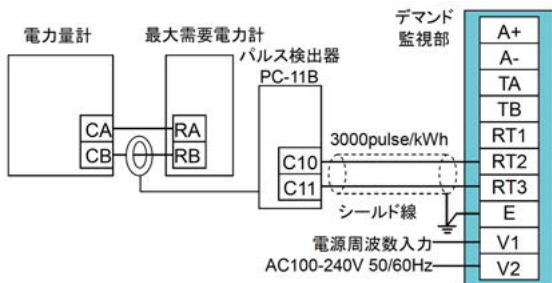 電力量計
最大需要電力計
パルス検出器
PC-11B
デマンド
監視部
CA
CB
RA
RB
C10
C11
3000pulse/kWh
シールド線
電源周波数入力
AC100-240V 50/60Hz
A+
A-
TA
TB
RT1
RT2
RT3
E
V1
V2